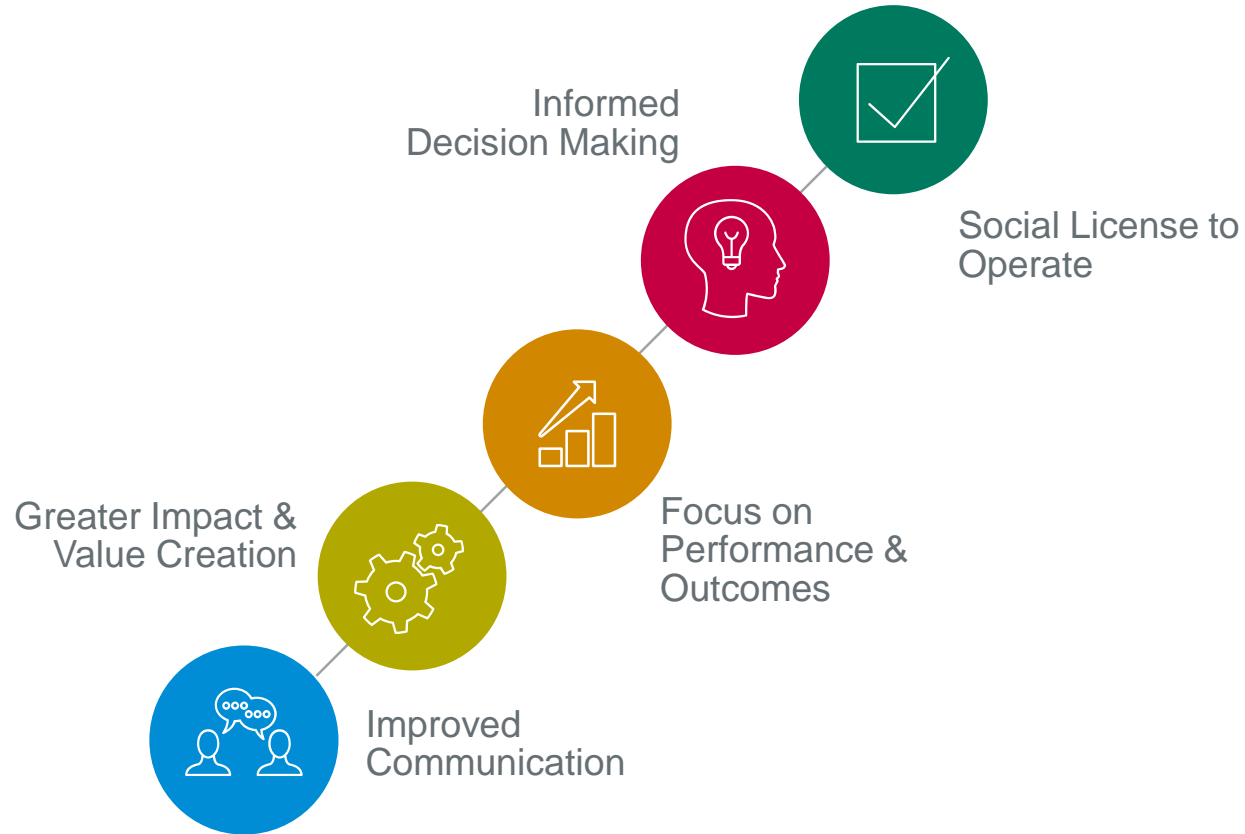 Informed
Decision Making
Social License to
Operate
Greater Impact &
Value Creation
Focus on
Performance &
Outcomes
Improved
Communication